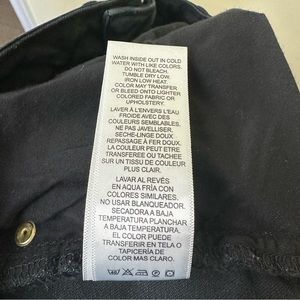 WASH INSIDE OUT IN COLD
WATER WITH LIKE COLORS.
DO NOT BLEACH.
TUMBLE DRY LOW.
IRON LOW HEAT.
COLOR MAY TRANSFER
OR BLEED ONTO LIGHTER
COLORED FABRIC OR
UPHOLSTERY.
LAVER À L'ENVERS EN EAU
FROIDE AVEC DES
COULEURS SEMBLABLES.
NE PAS JAVELLISER.
SECHE-LINGE DOUX
REPASSAGE À FER DOUX.
LA COULEUR PEUT ETRE
TRANSFEREE OU TACHEE
SUR UN TISSU DE COULEUR
PLUS CLAIR.
LAVAR AL REVÉS
EN AQUA FRÍA CON
COLORES SIMILARES.
NO USAR BLANQUEADOR.
SECADORA A BAJA
TEMPERATURA PLANCHAR
A BAJA TEMPERATURA.
EL COLOR PUEDE
TRANSFERIR EN TELA O
TAPICERÍA DE
COLOR MAS CLARO.